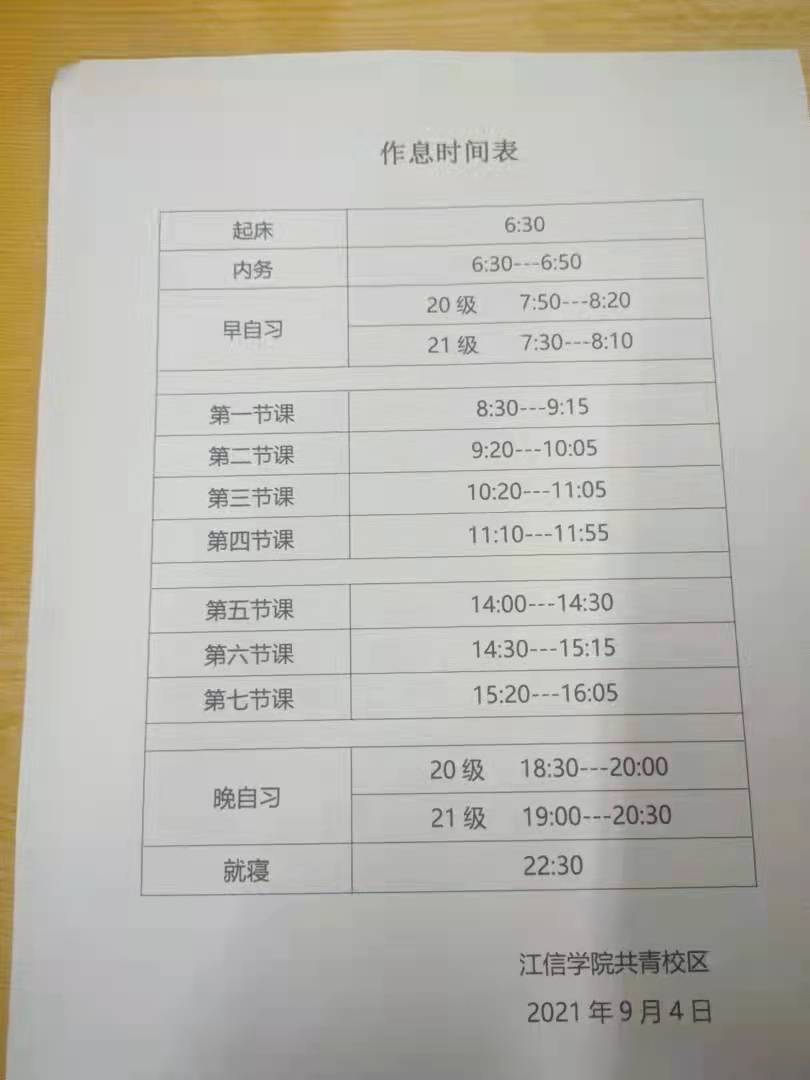 作息时间表
起床 6:30
内务 6:30---6:50
早自习 20 级 7:50---8:20
21 级 7:30---8:10
第一节课 8:30---9:15
第二节课 9:20---10:05
第三节课 10:20---11:05
第四节课 11:10---11:55
第五节课 14:00---14:30
第六节课 14:30---15:15
第七节课 15:20---16:05
晚自习 20 级 18:30---20:00
21 级 19:00---20:30
就寝 22:30
江信学院共青校区
2021 年 9 月 4 日